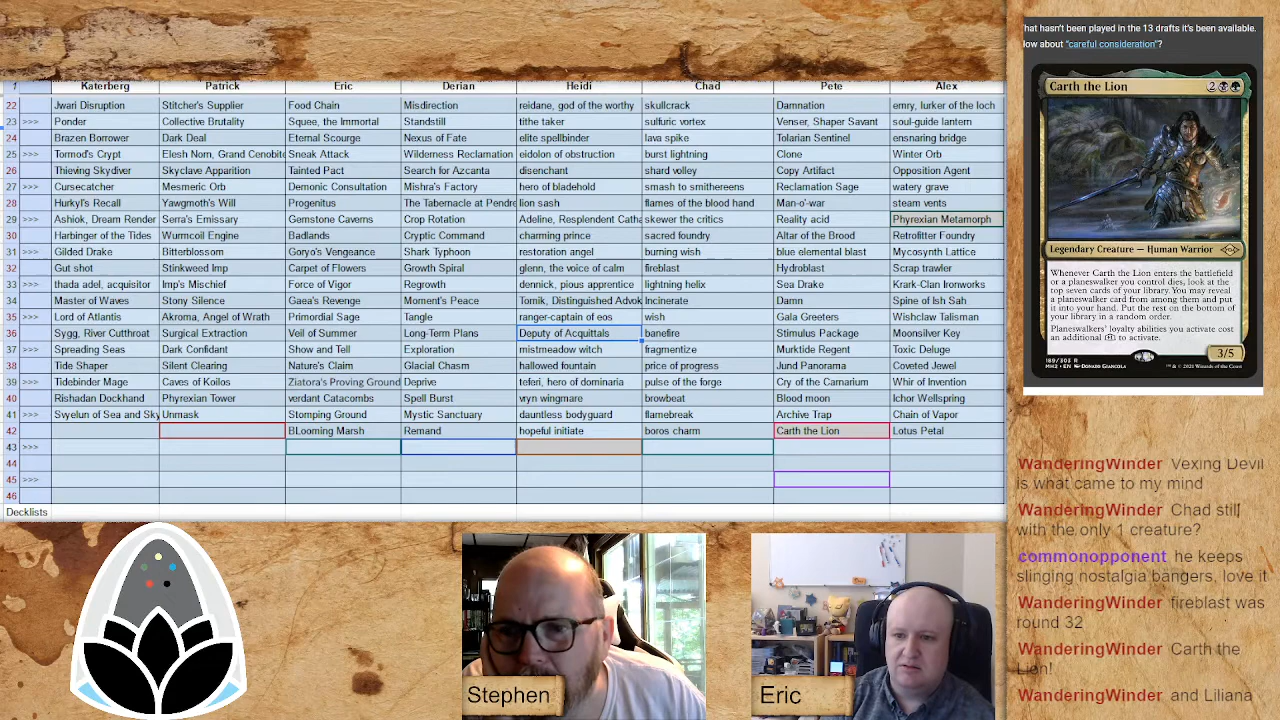 1 Katerberg Patrick Eric Derian Heidi Chad Pete Alex
22 Jwari Disruption Stitcher's Supplier Food Chain Misdirection reidane, god of the worthy skullcrack Damnation emry, lurker of the loch
23 >>> Ponder Collective Brutality Squee, the Immortal Standstill tithe taker sulfuric vortex Venser, Shaper Savant soul-guide lantern
24 Brazen Borrower Dark Deal Eternal Scourge Nexus of Fate elite spellbinder lava spike Tolarian Sentinel ensnaring bridge
25 >>> Tormod's Crypt Elesh Norn, Grand Cenobite Sneak Attack Wilderness Reclamation eidolon of obstruction burst lightning Clone Winter Orb
26 Thieving Skydiver Skyclave Apparition Tainted Pact Search for Azcanta disenchant shard volley Copy Artifact Opposition Agent
27 >>> Cursecatcher Mesmeric Orb Demonic Consultation Mishra's Factory hero of bladehold smash to smithereens Reclamation Sage watery grave
28 Hurkyl's Recall Yawgmoth's Will Progenitus The Tabernacle at Pendre lion sash flames of the blood hand Man-o'-war steam vents
29 >>> Ashiok, Dream Render Serra's Emissary Gemstone Caverns Crop Rotation Adeline, Resplendent Catha skewer the critics Reality acid Phyrexian Metamorph
30 Harbinger of the Tides Wurmcoil Engine Badlands Cryptic Command charming prince sacred foundry Altar of the Brood Retrofitter Foundry
31 >>> Gilded Drake Bitterblossom Goryo's Vengeance Shark Typhoon restoration angel burning wish blue elemental blast Mycosynth Lattice
32 Gut shot Stinkweed Imp Carpet of Flowers Growth Spiral glenn, the voice of calm fireblast Hydroblast Scrap trawler
33 >>> thada adel, acquisitor Imp's Mischief Force of Vigor Regrowth dennick, pious apprentice lightning helix Sea Drake Krark-Clan Ironworks
34 Master of Waves Stony Silence Gaea's Revenge Moment's Peace Tomik, Distinguished Advok Incinerate Damn Spine of Ish Sah
35 >>> Lord of Atlantis Akroma, Angel of Wrath Primordial Sage Tangle ranger-captain of eos wish Gala Greeters Wishclaw Talisman
36 Sygg, River Cutthroat Surgical Extraction Veil of Summer Long-Term Plans Deputy of Acquittals banefire Stimulus Package Moonsilver Key
37 >>> Spreading Seas Dark Confidant Show and Tell Exploration mistmeadow witch fragmentize Murktide Regent Toxic Deluge
38 Tide Shaper Silent Clearing Nature's Claim Glacial Chasm hallowed fountain price of progress Jund Panorama Coveted Jewel
39 >>> Tidebinder Mage Caves of Koilos Ziatora's Proving Ground Deprive teferi, hero of dominaria pulse of the forge Cry of the Carnarium Whir of Invention
40 Rishadan Dockhand Phyrexian Tower verdant Catacombs Spell Burst vryn wingmare browbeat Blood moon Ichor Wellspring
41 >>> Svyelun of Sea and Sky Unmask Stomping Ground Mystic Sanctuary dauntless bodyguard flamebreak Archive Trap Chain of Vapor
42 BLooming Marsh Remand hopeful initiate boros charm Carth the Lion Lotus Petal
43 >>>
44
45 >>>
46
Decklists
hat hasn't been played in the 13 drafts it's been available.
low about "careful consideration"?
Carth the Lion 2
Legendary Creature — Human Warrior
Whenever Carth the Lion enters the battlefield
or a planeswalker you control dies, look at the
top seven cards of your library. You may reveal
a planeswalker card from among them and put
it into your hand. Put the rest on the bottom
of your library in a random order.
Planeswalkers' loyalty abilities you activate cost
an additional +1 to activate.
3/5
189/303 R
MH2 • EN Donato Giancola ™ & © 2021 Wizards of the Coast
WanderingWinder Vexing Devil
is what came to my mind
WanderingWinder Chad still
with the only 1 creature?
commonopponent he keeps
slinging nostalgia bangers, love it
WanderingWinder fireblast was
round 32
WanderingWinder Carth the
Lion!
WanderingWinder and Liliana
Stephen
Eric